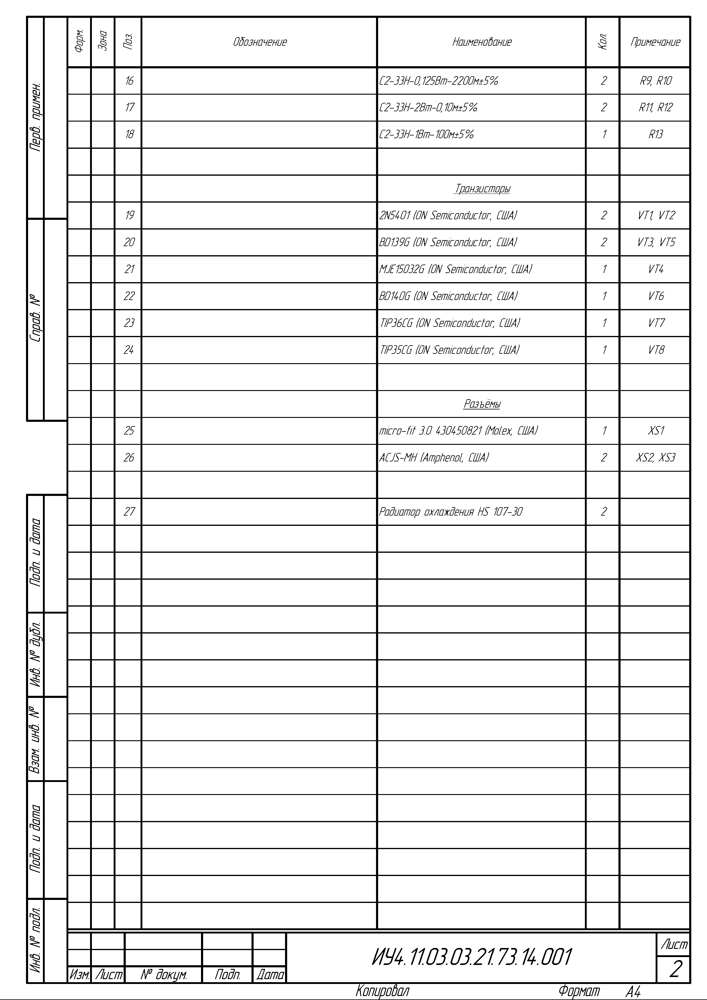 Форм. Зона Поз. Обозначение Наименование Кол. Примечание
16 С2-33Н-0,125Вт-220Ом±5% 2 R9, R10
17 С2-33Н-2Вт-0,1Ом±5% 2 R11, R12
18 С2-33Н-1Вт-10Ом±5% 1 R13
Транзисторы
19 2N5401 (ON Semiconductor, США) 2 VT1, VT2
20 BD139G (ON Semiconductor, США) 2 VT3, VT5
21 MJE15032G (ON Semiconductor, США) 1 VT4
22 BD140G (ON Semiconductor, США) 1 VT6
23 TIP36CG (ON Semiconductor, США) 1 VT7
24 TIP35CG (ON Semiconductor, США) 1 VT8
Разъёмы
25 micro-fit 3.0 430450821 (Molex, США) 1 XS1
26 ACJS-MH (Amphenol, США) 2 XS2, XS3
27 Радиатор охлаждения HS 107-30 2
Перв. примен.
Справ. №
Подп. и дата
Инв. № дубл.
Взам. инв. №
Подп. и дата
Инв. № подл.
Изм. Лист № докум. Подп. Дата
ИУ4.11.03.03.21.73.14.001
Лист
2
Копировал Формат А4